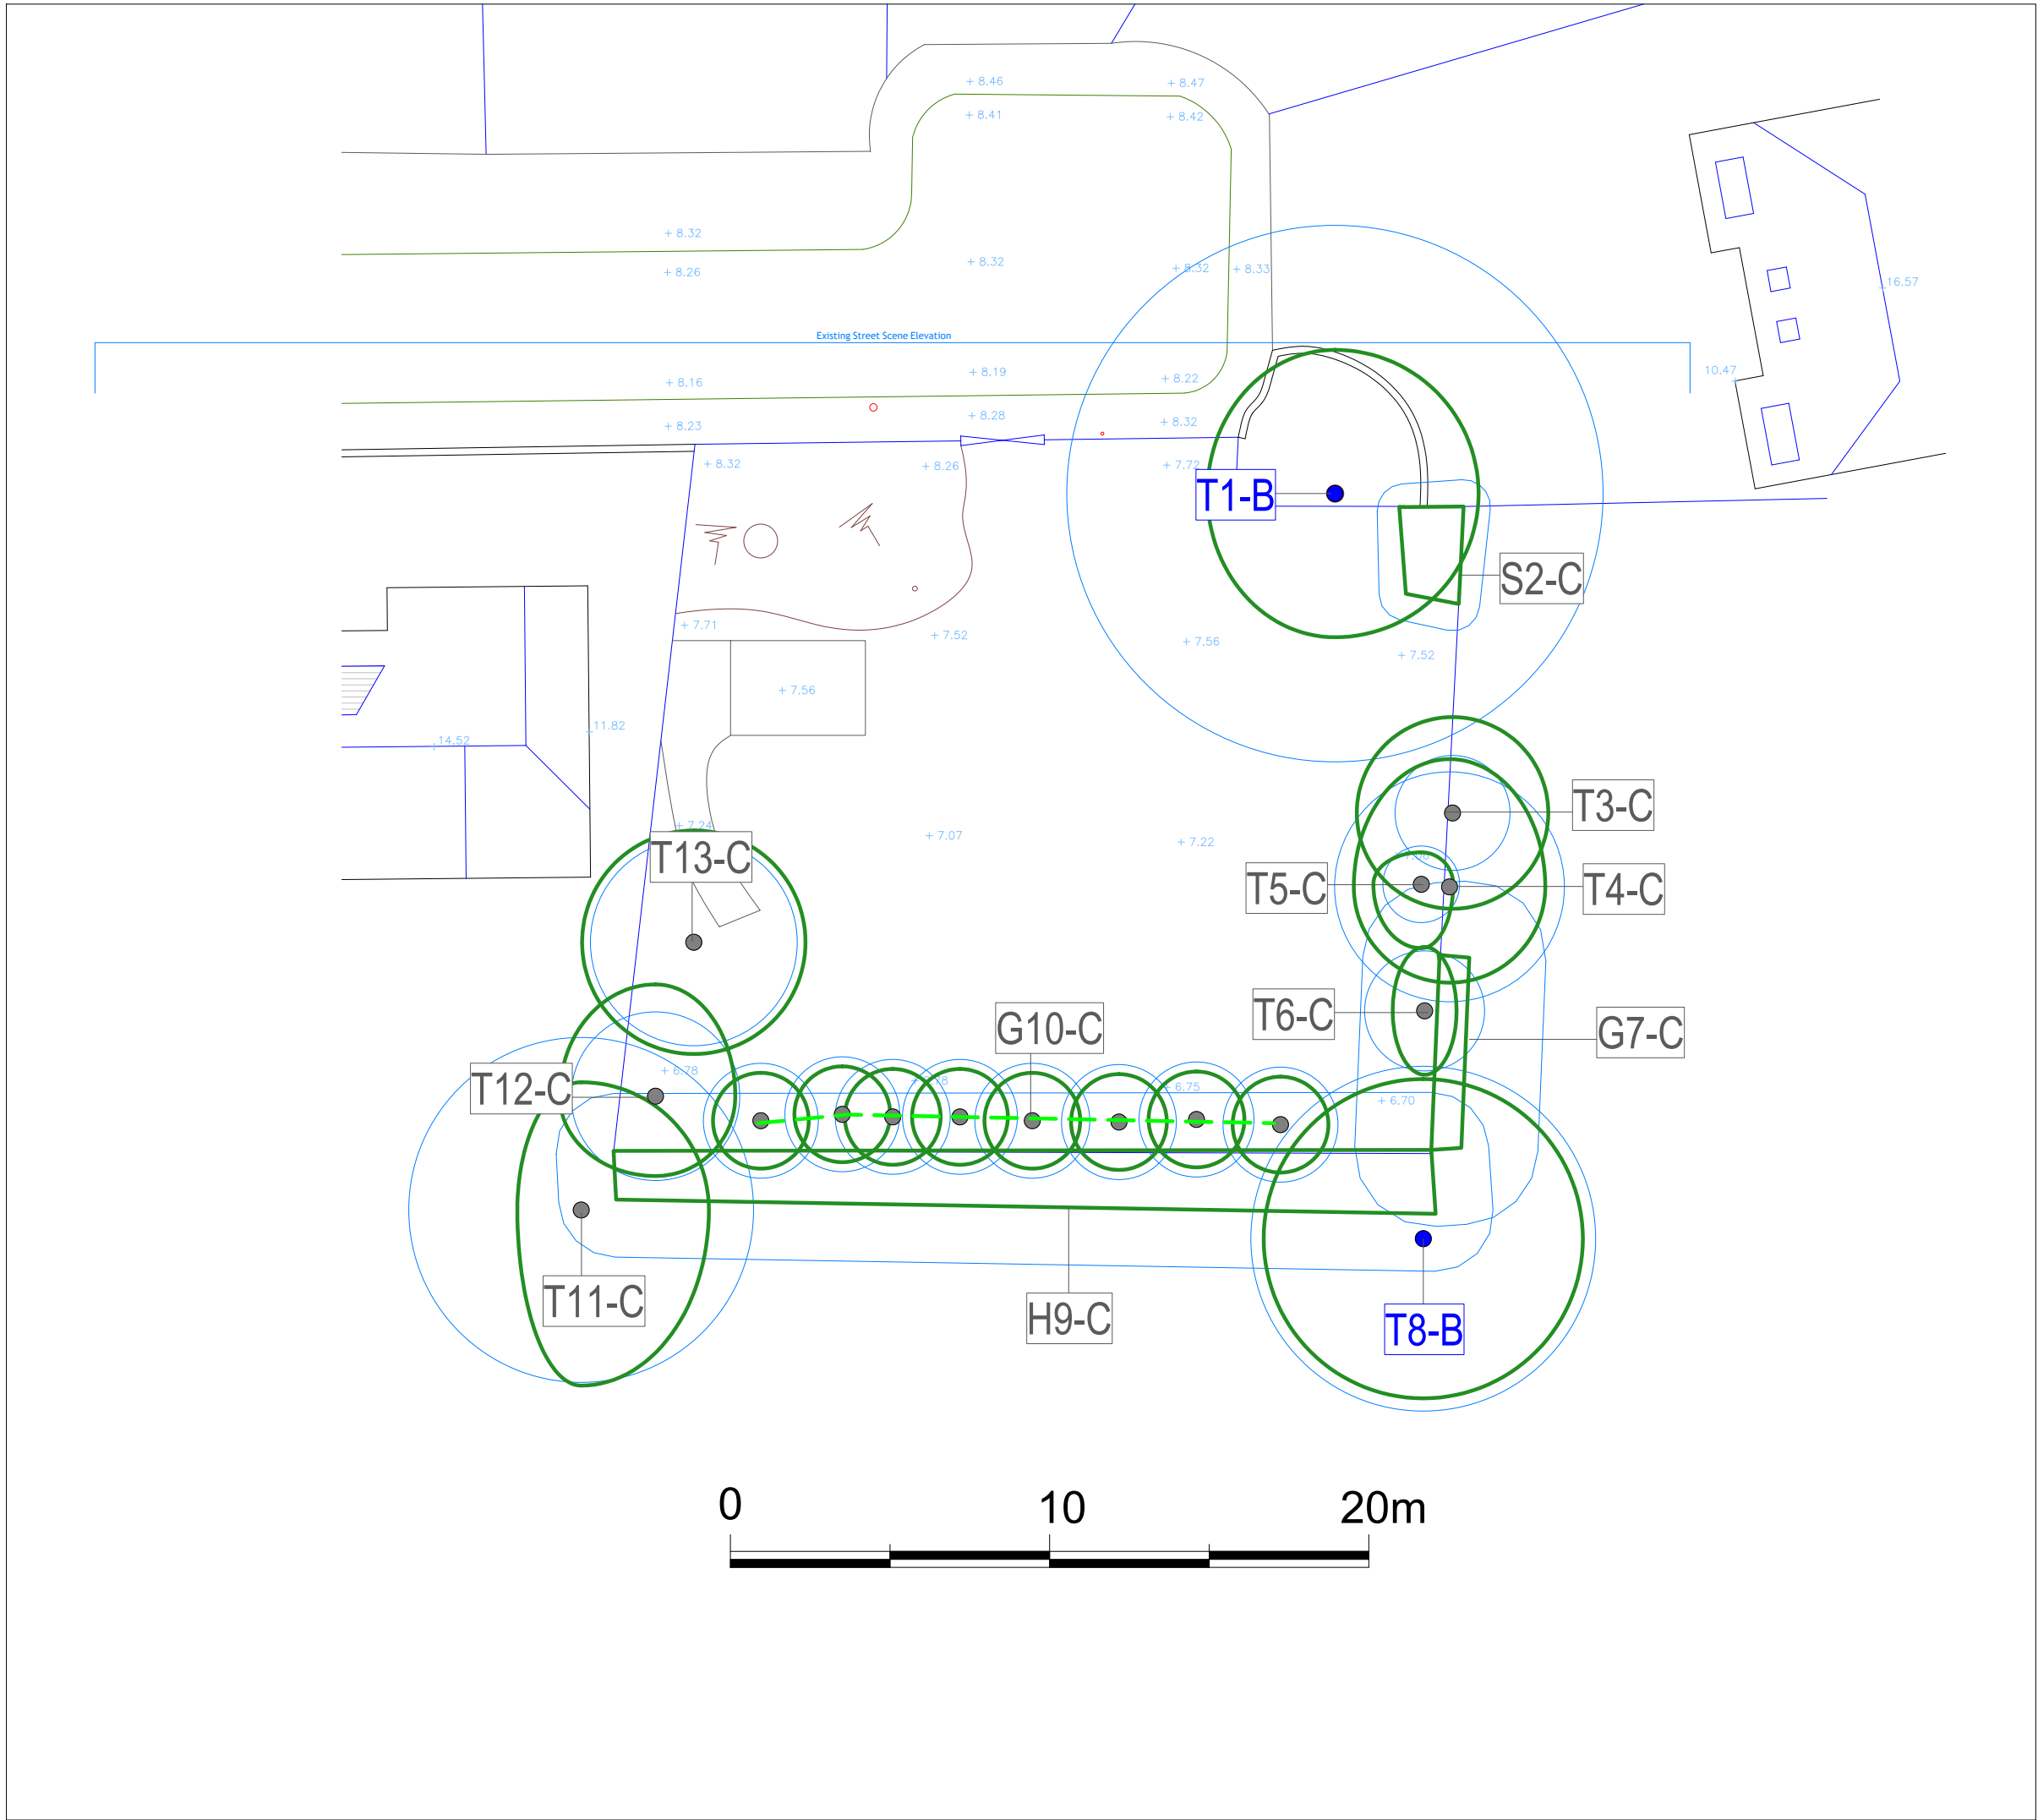 + 8.46
+ 8.47
+ 8.41
+ 8.42
+ 8.32
+ 8.32
+ 8.32
+ 8.33
+ 8.26
16.57
Existing Street Scene Elevation
10.47
+ 8.19
+ 8.22
+ 8.16
+ 8.28
+ 8.32
+ 8.23
+ 8.32
+ 8.26
+ 7.72
T1-B
S2-C
+ 7.71
+ 7.52
+ 7.56
+ 7.52
+ 7.56
11.82
14.52
T3-C
+ 7.24
+ 7.07
+ 7.22
T13-C
T5-C
T4-C
G10-C
T6-C
G7-C
+ 6.78
T12-C
+ 6.75
+ 6.70
T11-C
H9-C
T8-B
0
10
20m